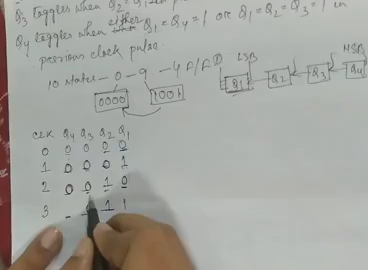 Q3 toggles when Q2 =
either
Q4 toggles when Q1 = Q4 = 1 or Q1 = Q2 = Q3 = 1 in
previous clock pulse.
10 states - 0 - 9 - 4 F/F
LSB MSB
Q1 Q2 Q3 Q4
0000 1001
CLK Q4 Q3 Q2 Q1
0 0 0 0 0
1 0 0 0 1
2 0 0 1 0
3 1 1